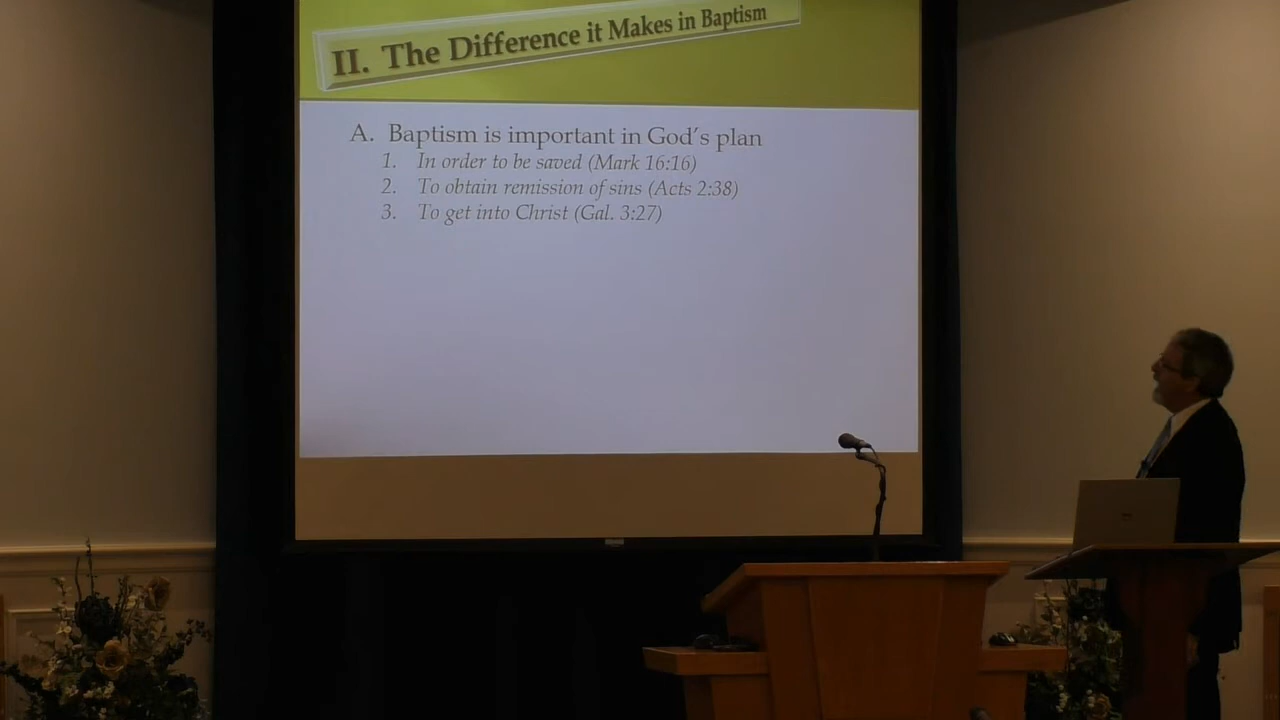 II. The Difference it Makes in Baptism
A. Baptism is important in God's plan
1. In order to be saved (Mark 16:16)
2. To obtain remission of sins (Acts 2:38)
3. To get into Christ (Gal. 3:27)